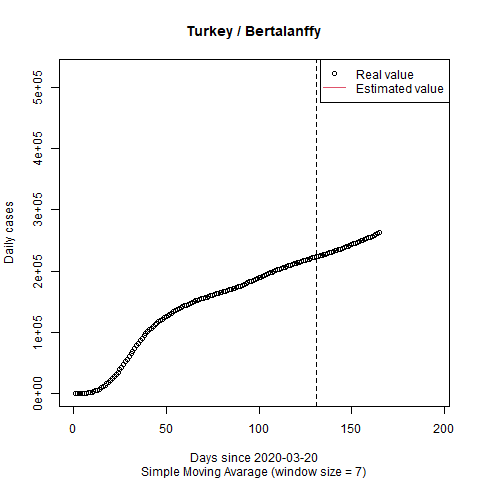 Turkey / Bertalanffy
Real value
Estimated value
Daily cases
5e+05
4e+05
3e+05
2e+05
1e+05
0e+00
0 50 100 150 200
Days since 2020-03-20
Simple Moving Avarage (window size = 7)